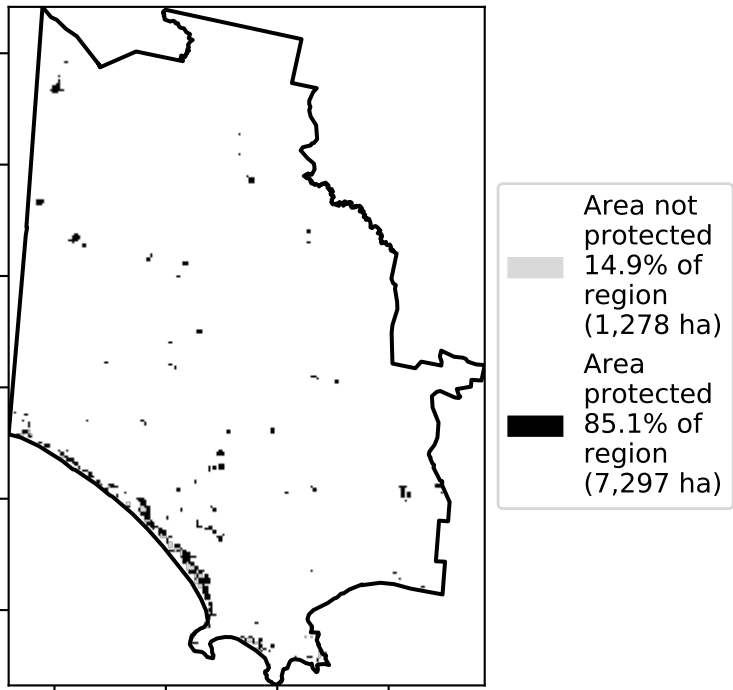 Area not
protected
14.9% of
region
(1,278 ha)
Area
protected
85.1% of
region
(7,297 ha)